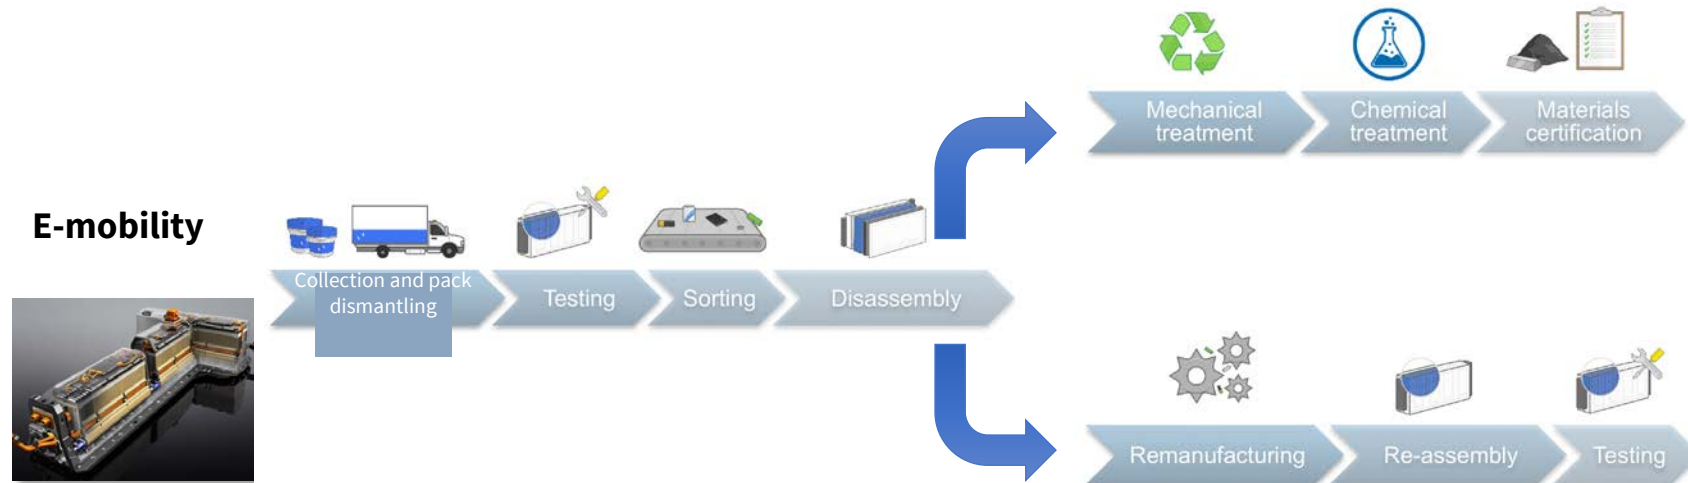 Mechanical
treatment
Chemical
treatment
Materials
certification
E-mobility
Collection and pack
dismantling
Testing
Sorting
Disassembly
Remanufacturing
Re-assembly
Testing